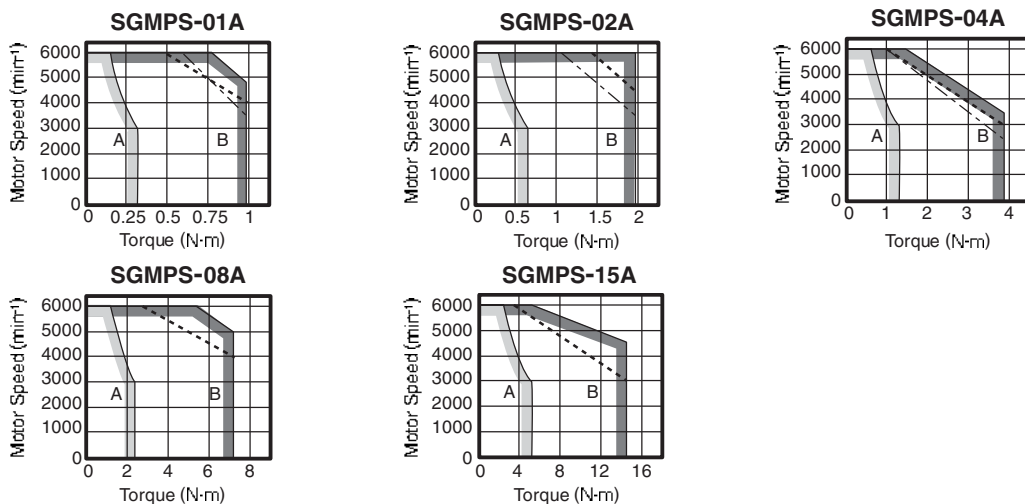 SGMPS-01A
Motor Speed (min⁻¹)
6000
5000
4000
3000
2000
1000
0
A
B
0 0.25 0.5 0.75 1
Torque (N·m)
SGMPS-02A
Motor Speed (min⁻¹)
6000
5000
4000
3000
2000
1000
0
A
B
0 0.5 1 1.5 2
Torque (N·m)
SGMPS-04A
Motor Speed (min⁻¹)
6000
5000
4000
3000
2000
1000
0
A
B
0 1 2 3 4
Torque (N·m)
SGMPS-08A
Motor Speed (min⁻¹)
6000
5000
4000
3000
2000
1000
0
A
B
0 2 4 6 8
Torque (N·m)
SGMPS-15A
Motor Speed (min⁻¹)
6000
5000
4000
3000
2000
1000
0
A
B
0 4 8 12 16
Torque (N·m)